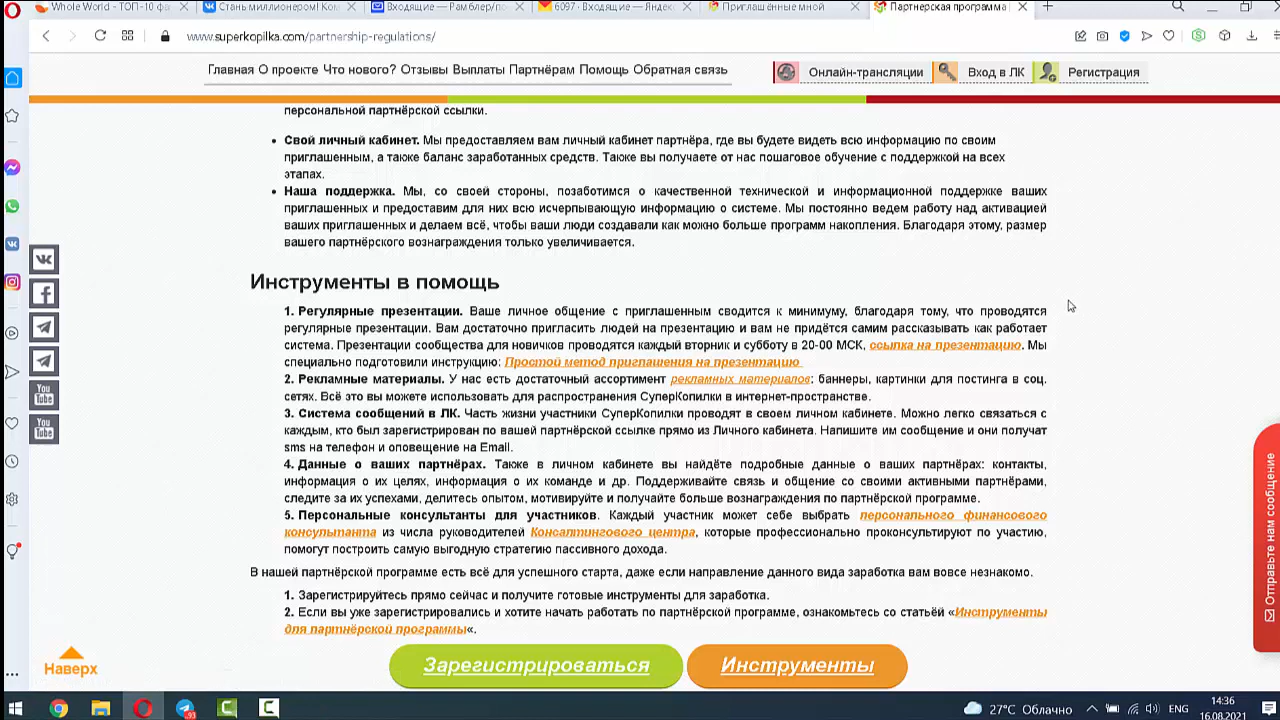 Whole World - ТОП-10 фа
Стань миллионером! Ком
Входящие — Рамблер/по
6097 · Входящие — Яндек
Приглашённые мной
Партнерская программа
www.superkopilka.com/partnership-regulations/
Главная О проекте Что нового? Отзывы Выплаты Партнёрам Помощь Обратная связь
Онлайн-трансляции
Вход в ЛК
Регистрация
персональной партнёрской ссылки.
• Свой личный кабинет. Мы предоставляем вам личный кабинет партнёра, где вы будете видеть всю информацию по своим
приглашенным, а также баланс заработанных средств. Также вы получаете от нас пошаговое обучение с поддержкой на всех
этапах.
• Наша поддержка. Мы, со своей стороны, позаботимся о качественной технической и информационной поддержке ваших
приглашенных и предоставим для них всю исчерпывающую информацию о системе. Мы постоянно ведем работу над активацией
ваших приглашенных и делаем всё, чтобы ваши люди создавали как можно больше программ накопления. Благодаря этому, размер
вашего партнёрского вознаграждения только увеличивается.
Инструменты в помощь
1. Регулярные презентации. Ваше личное общение с приглашенным сводится к минимуму, благодаря тому, что проводятся
регулярные презентации. Вам достаточно пригласить людей на презентацию и вам не придётся самим рассказывать как работает
система. Презентации сообщества для новичков проводятся каждый вторник и субботу в 20-00 МСК, ссылка на презентацию. Мы
специально подготовили инструкцию: Простой метод приглашения на презентацию
2. Рекламные материалы. У нас есть достаточный ассортимент рекламных материалов: баннеры, картинки для постинга в соц.
сетях. Всё это вы можете использовать для распространения СуперКопилки в интернет-пространстве.
3. Система сообщений в ЛК. Часть жизни участники СуперКопилки проводят в своем личном кабинете. Можно легко связаться с
каждым, кто был зарегистрирован по вашей партнёрской ссылке прямо из Личного кабинета. Напишите им сообщение и они получат
sms на телефон и оповещение на Email.
4. Данные о ваших партнёрах. Также в личном кабинете вы найдёте подробные данные о ваших партнёрах: контакты,
информация о их целях, информация о их команде и др. Поддерживайте связь и общение со своими активными партнёрами,
следите за их успехами, делитесь опытом, мотивируйте и получайте больше вознаграждения по партнёрской программе.
5. Персональные консультанты для участников. Каждый участник может себе выбрать персонального финансового
консультанта из числа руководителей Консалтингового центра, которые профессионально проконсультируют по участию,
помогут построить самую выгодную стратегию пассивного дохода.
В нашей партнёрской программе есть всё для успешного старта, даже если направление данного вида заработка вам вовсе незнакомо.
1. Зарегистрируйтесь прямо сейчас и получите готовые инструменты для заработка.
2. Если вы уже зарегистрировались и хотите начать работать по партнёрской программе, ознакомьтесь со статьёй «Инструменты
для партнёрской программы«.
Зарегистрироваться
Инструменты
Наверх
You Tube
You Tube
Отправьте нам сообщение
93
27°C Облачно
ENG
14:36
16.08.2021